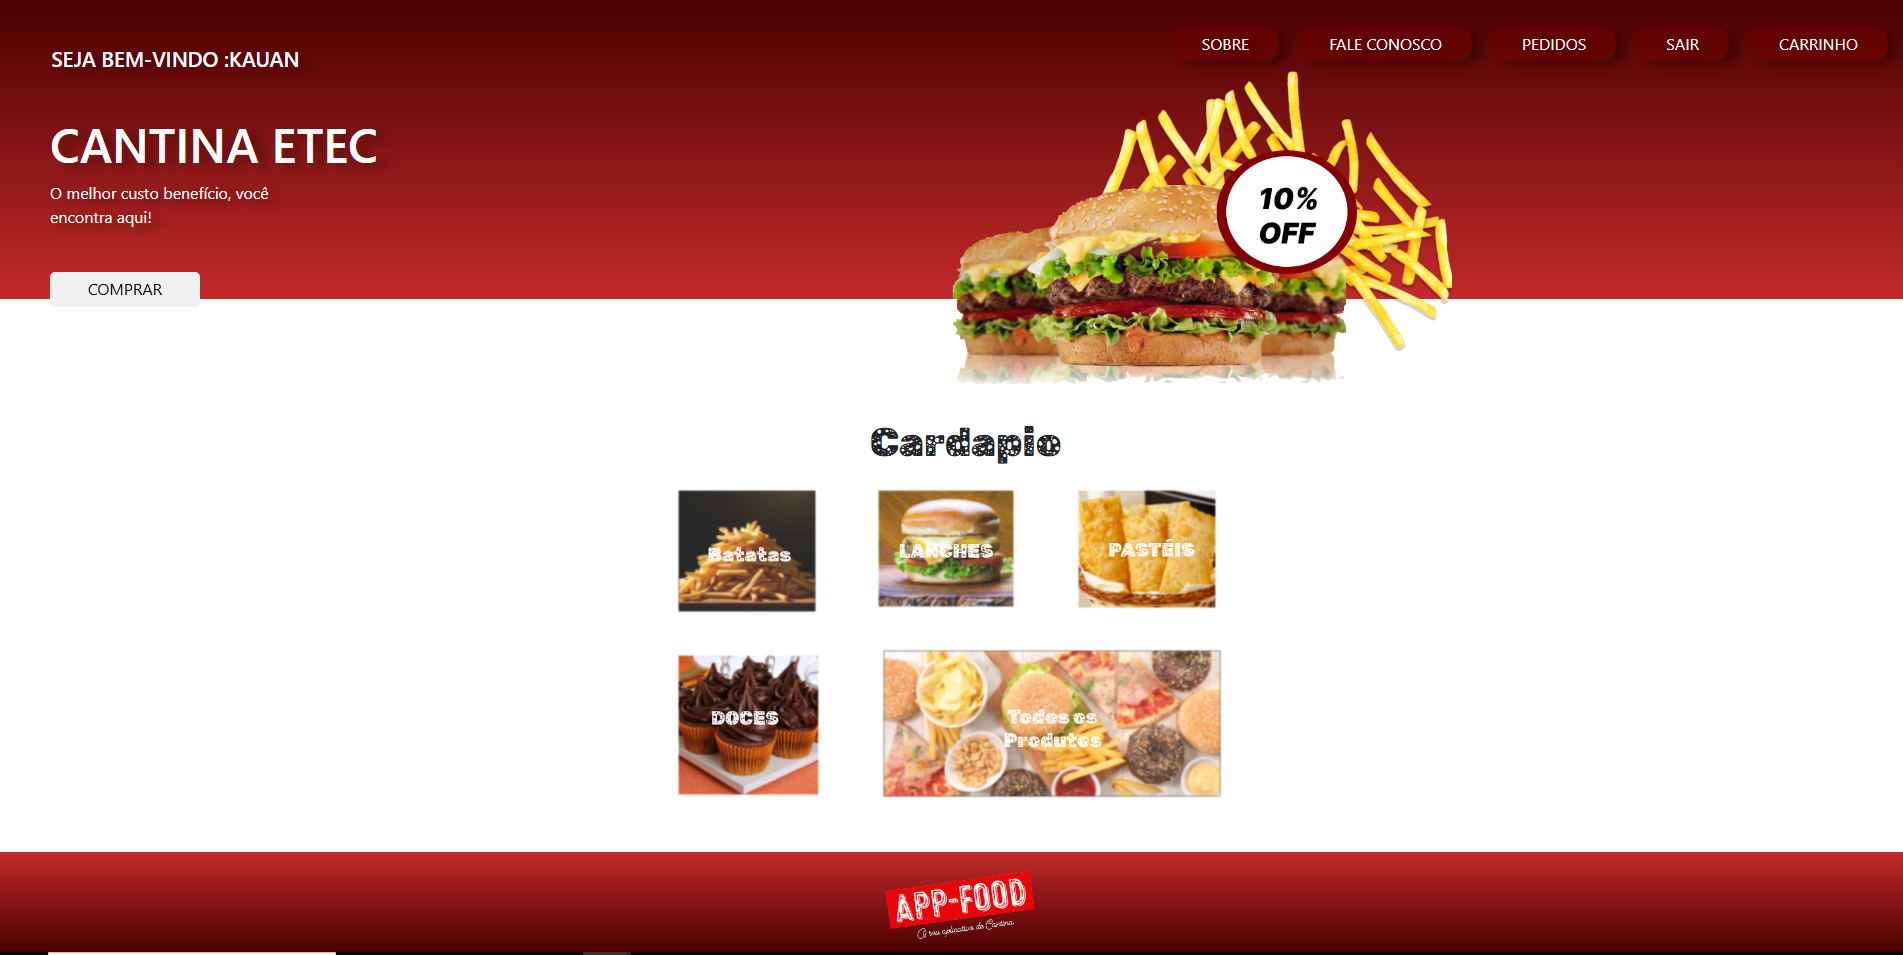 SEJA BEM-VINDO :KAUAN
SOBRE
FALE CONOSCO
PEDIDOS
SAIR
CARRINHO
CANTINA ETEC
O melhor custo benefício, você
encontra aqui!
COMPRAR
10%
OFF
Cardapio
Batatas
LANCHES
PASTÉIS
DOCES
Todos os
Produtos
APP-FOOD
O seu aplicativo de Cantina